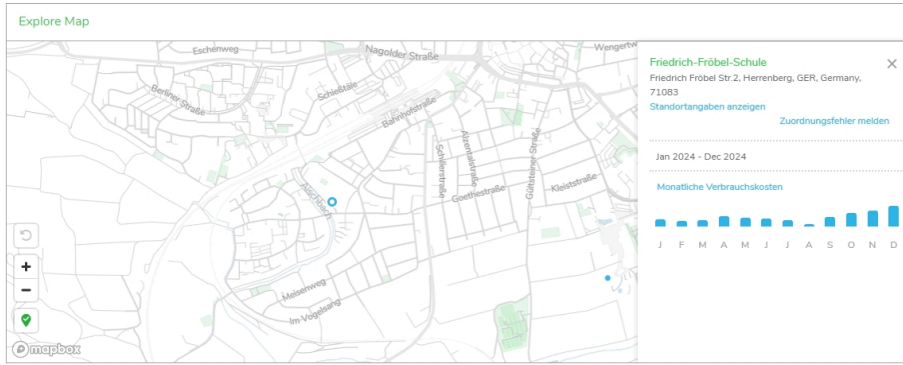 Explore Map
Eschenweg
Nagolder Straße
Wengertw
Berliner Straße
Schießtäle
Bahnhofstraße
Alzentalstraße
Schillerstraße
Gültsteiner Straße
Aischbach
Goethestraße
Kleiststraße
Meisenweg
Im Vogelsang
mapbox
Friedrich-Fröbel-Schule
Friedrich Fröbel Str.2, Herrenberg, GER, Germany,
71083
Standortangaben anzeigen
Zuordnungsfehler melden
Jan 2024 - Dec 2024
Monatliche Verbrauchskosten
J F M A M J J A S O N D